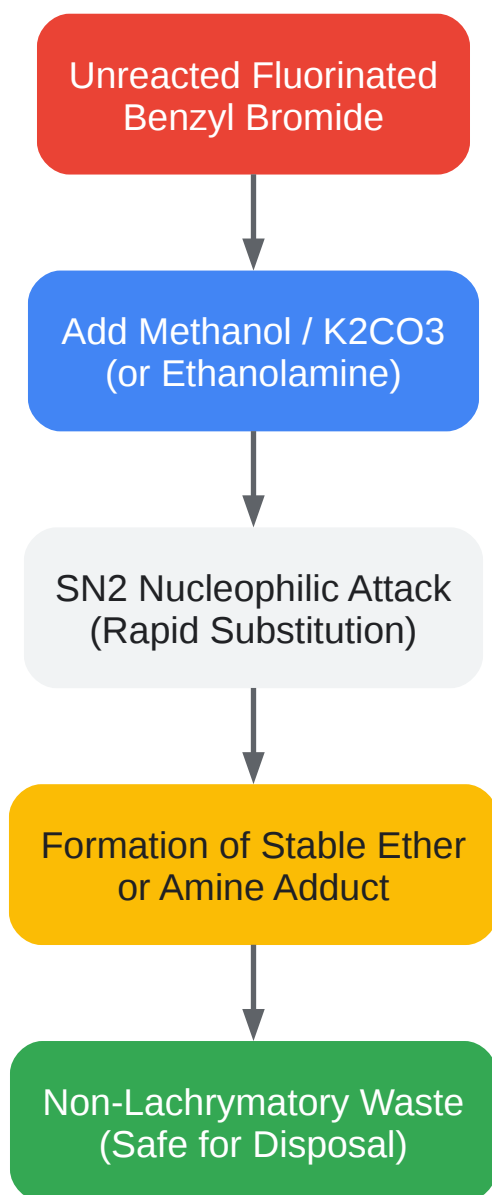 Unreacted Fluorinated
Benzyl Bromide
Add Methanol / K2CO3
(or Ethanolamine)
SN2 Nucleophilic Attack
(Rapid Substitution)
Formation of Stable Ether
or Amine Adduct
Non-Lachrymatory Waste
(Safe for Disposal)